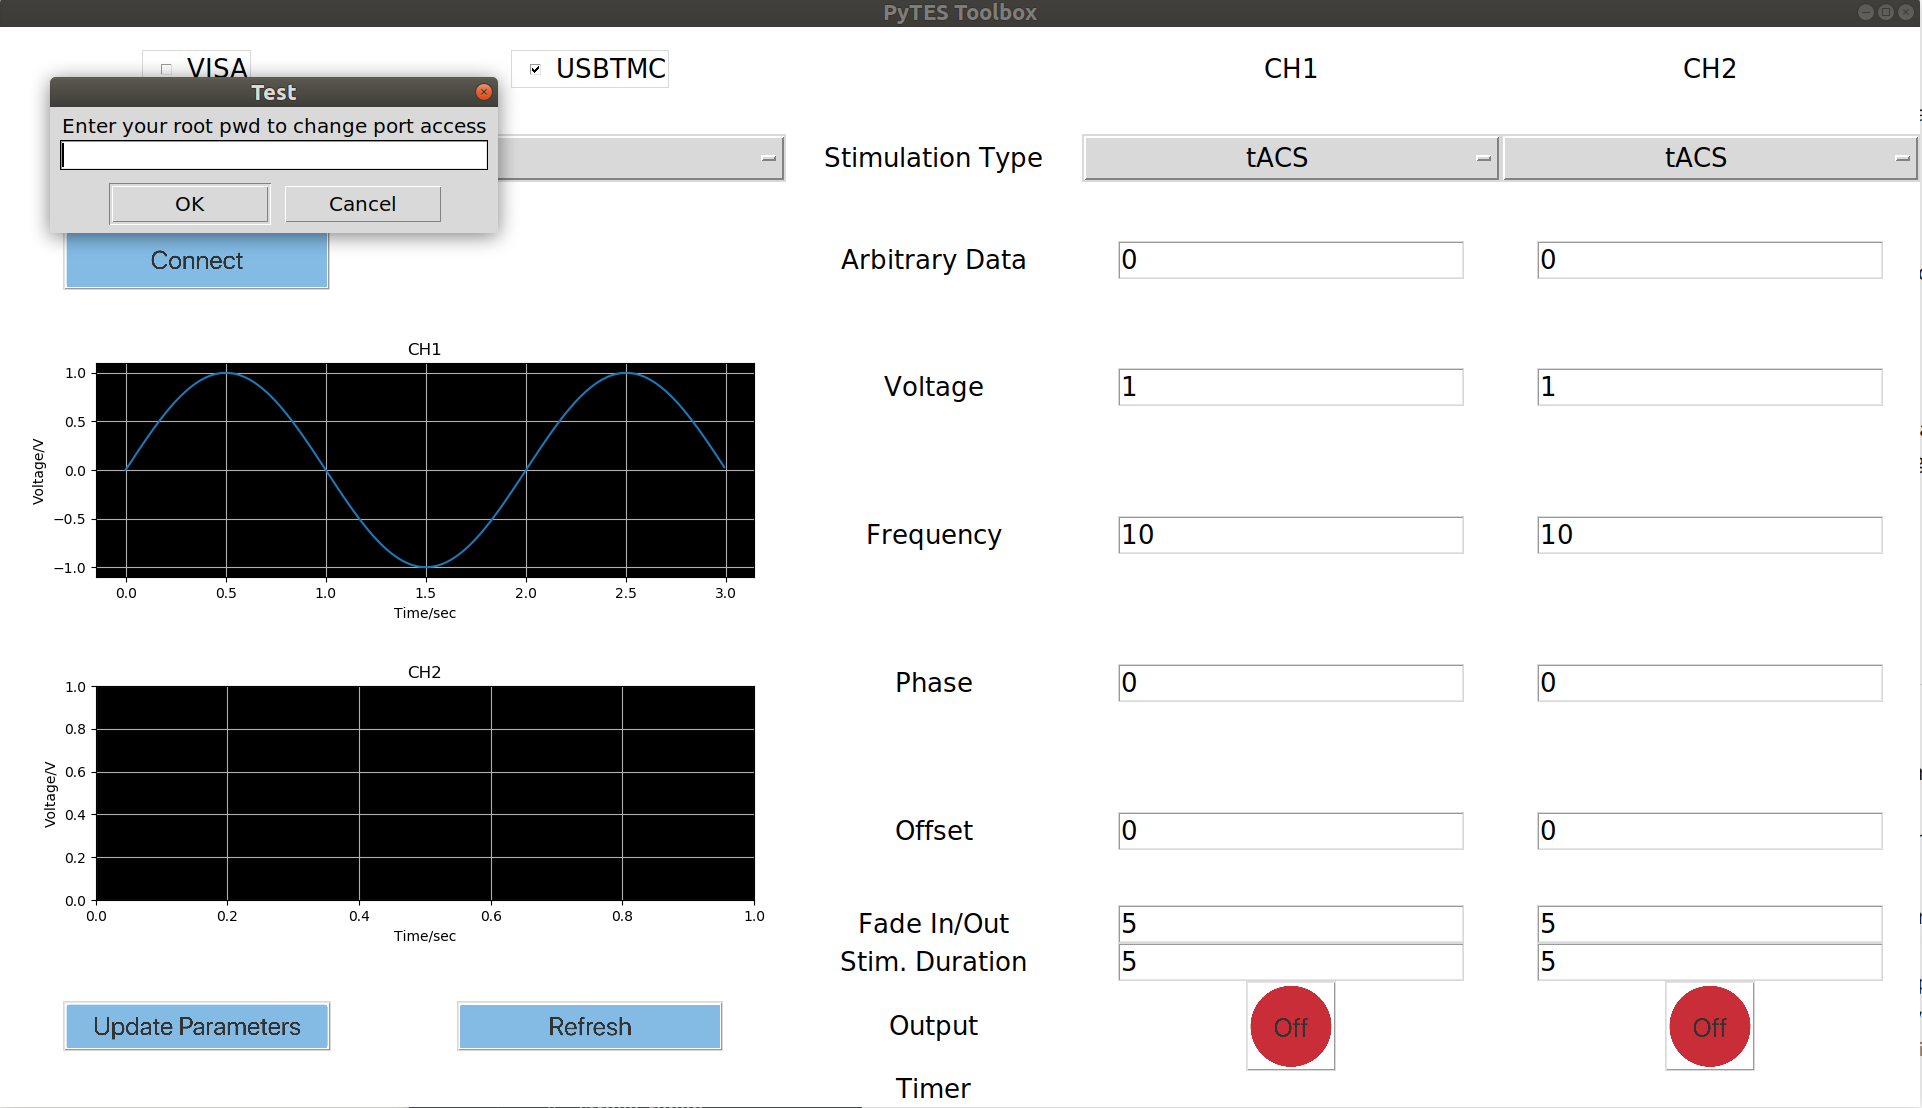 PyTES Toolbox
VISA
USBTMC
CH1
CH2
Test
Enter your root pwd to change port access
OK
Cancel
Connect
Stimulation Type
tACS
tACS
Arbitrary Data
0
0
Voltage
1
1
Frequency
10
10
Phase
0
0
Offset
0
0
Fade In/Out
5
5
Stim. Duration
5
5
Output
Off
Off
Timer
CH1
1.0
0.5
0.0
−0.5
−1.0
Voltage/V
0.0 0.5 1.0 1.5 2.0 2.5 3.0
Time/sec
CH2
1.0
0.8
0.6
0.4
0.2
0.0
Voltage/V
0.0 0.2 0.4 0.6 0.8 1.0
Time/sec
Update Parameters
Refresh